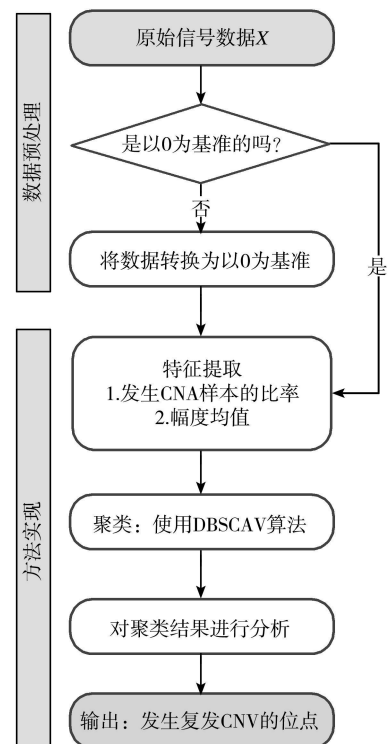 原始信号数据X
数据预处理
是以0为基准的吗?
否
是
将数据转换为以0为基准
方法实现
特征提取
1.发生CNA样本的比率
2.幅度均值
聚类：使用DBSCAV算法
对聚类结果进行分析
输出：发生复发CNV的位点